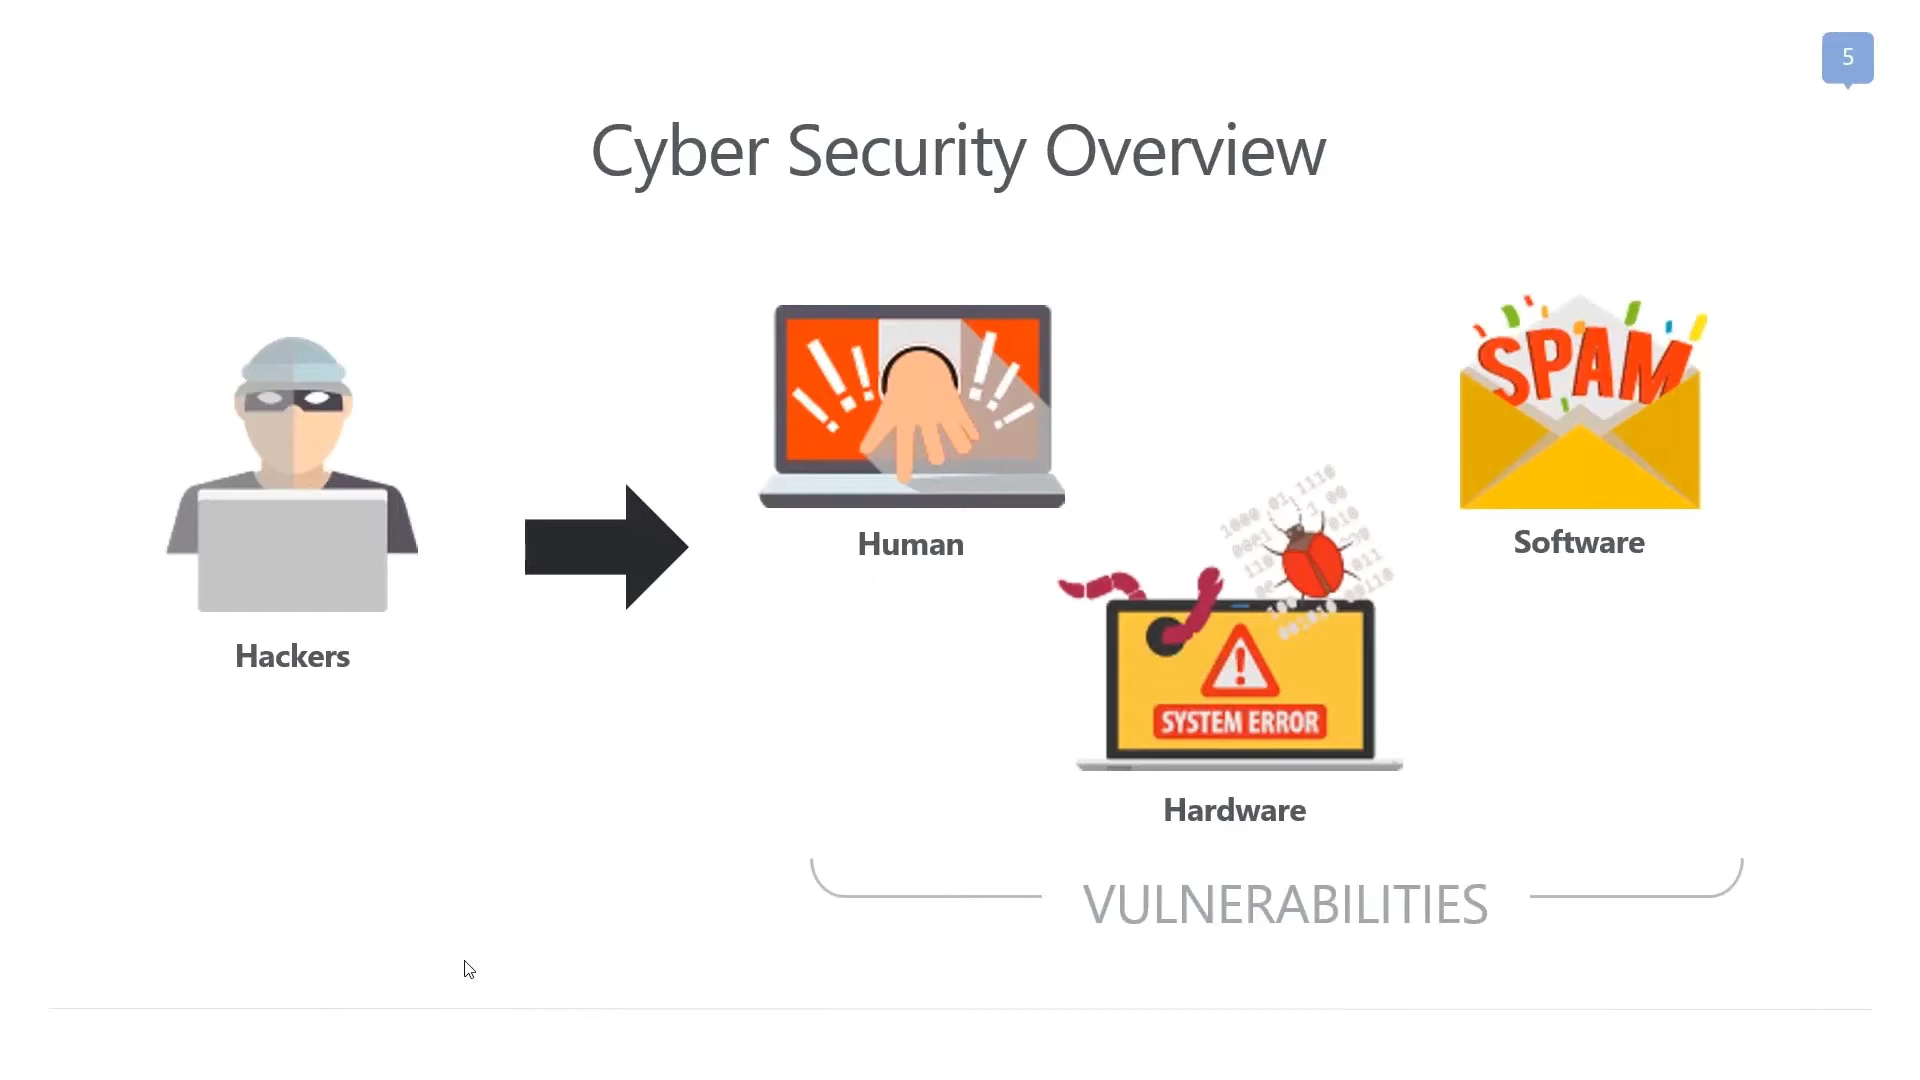 5
Cyber Security Overview
SPAM
Human
Software
Hackers
SYSTEM ERROR
Hardware
VULNERABILITIES